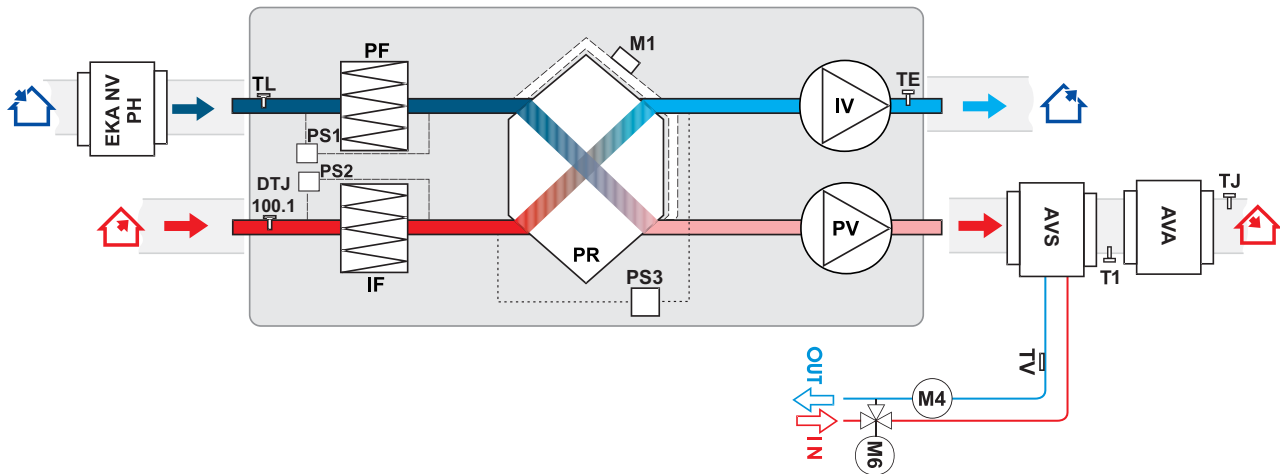 EKA NV
PH
TL
PF
M1
TE
IV
PS1
PS2
DTJ
100.1
IF
PR
PS3
PV
AVS
T1
AVA
TJ
TV
OUT
M4
IN
M6